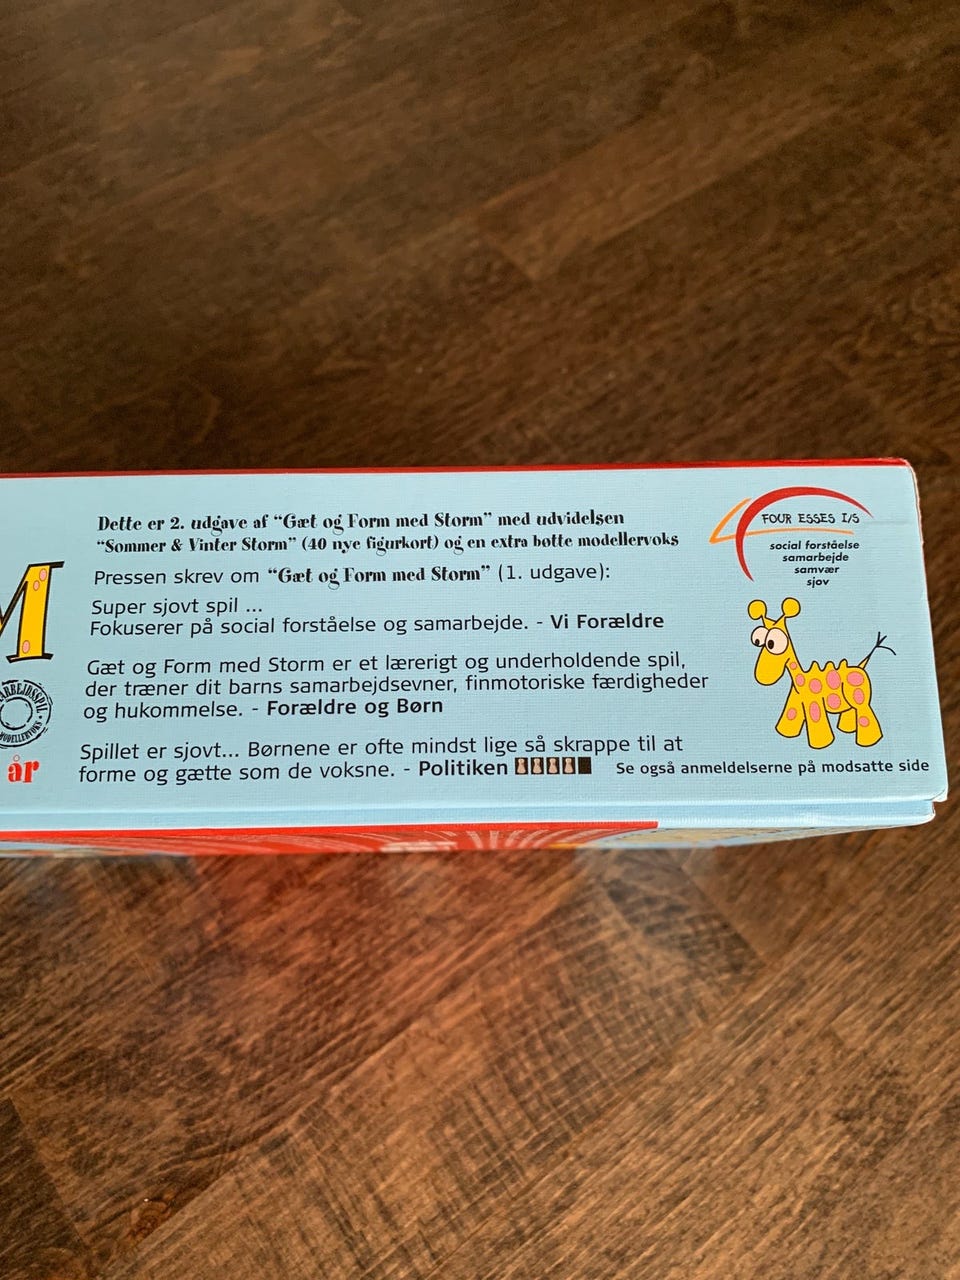 Dette er 2. udgave af “Gæt og Form med Storm” med udvidelsen
“Sommer & Vinter Storm” (40 nye figurkort) og en extra bøtte modellervoks
Pressen skrev om “Gæt og Form med Storm” (1. udgave):
Super sjovt spil ...
Fokuserer på social forståelse og samarbejde. - Vi Forældre
Gæt og Form med Storm er et lærerigt og underholdende spil,
der træner dit barns samarbejdsevner, finmotoriske færdigheder
og hukommelse. - Forældre og Børn
Spillet er sjovt... Børnene er ofte mindst lige så skrappe til at
forme og gætte som de voksne. - Politiken
Se også anmeldelserne på modsatte side
4 FOUR ESSES I/S
social forståelse
samarbejde
samvær
sjov
M
ARBEJDSSPIL
MODELLERVOKS
år